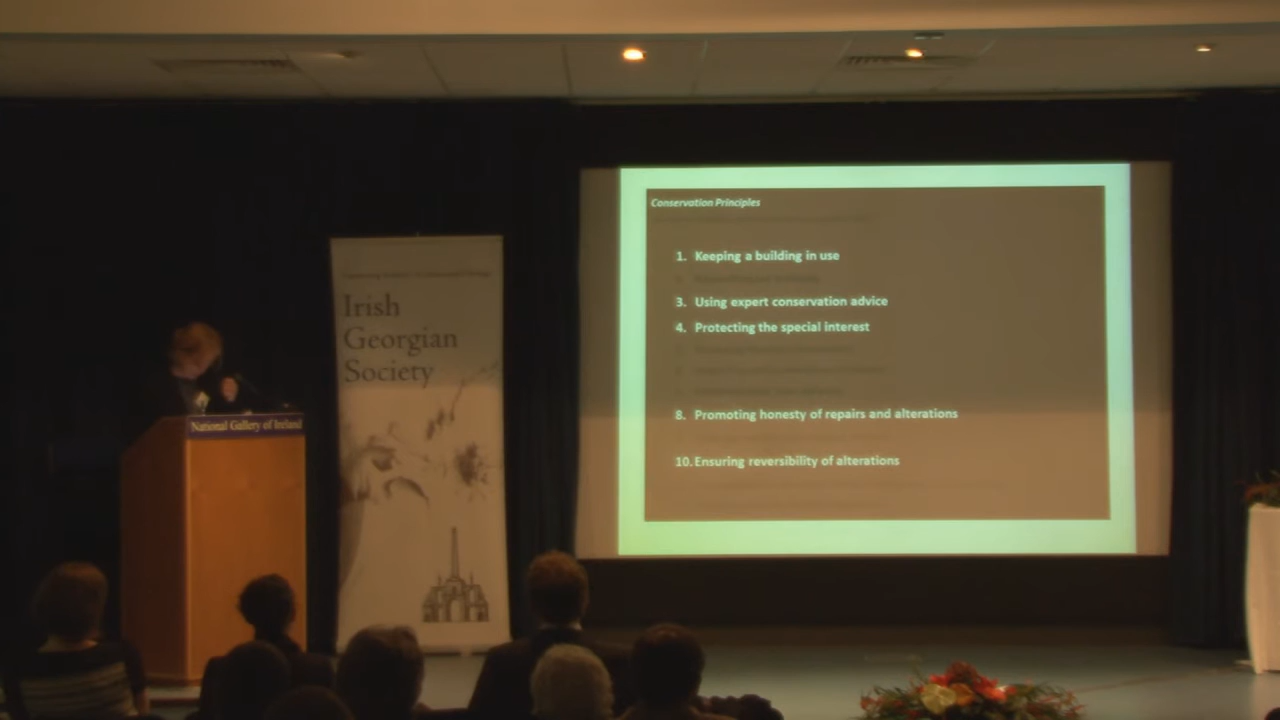 Conservation Principles
1. Keeping a building in use
3. Using expert conservation advice
4. Protecting the special interest
8. Promoting honesty of repairs and alterations
10. Ensuring reversibility of alterations
Irish
Georgian
Society
National Gallery of Ireland